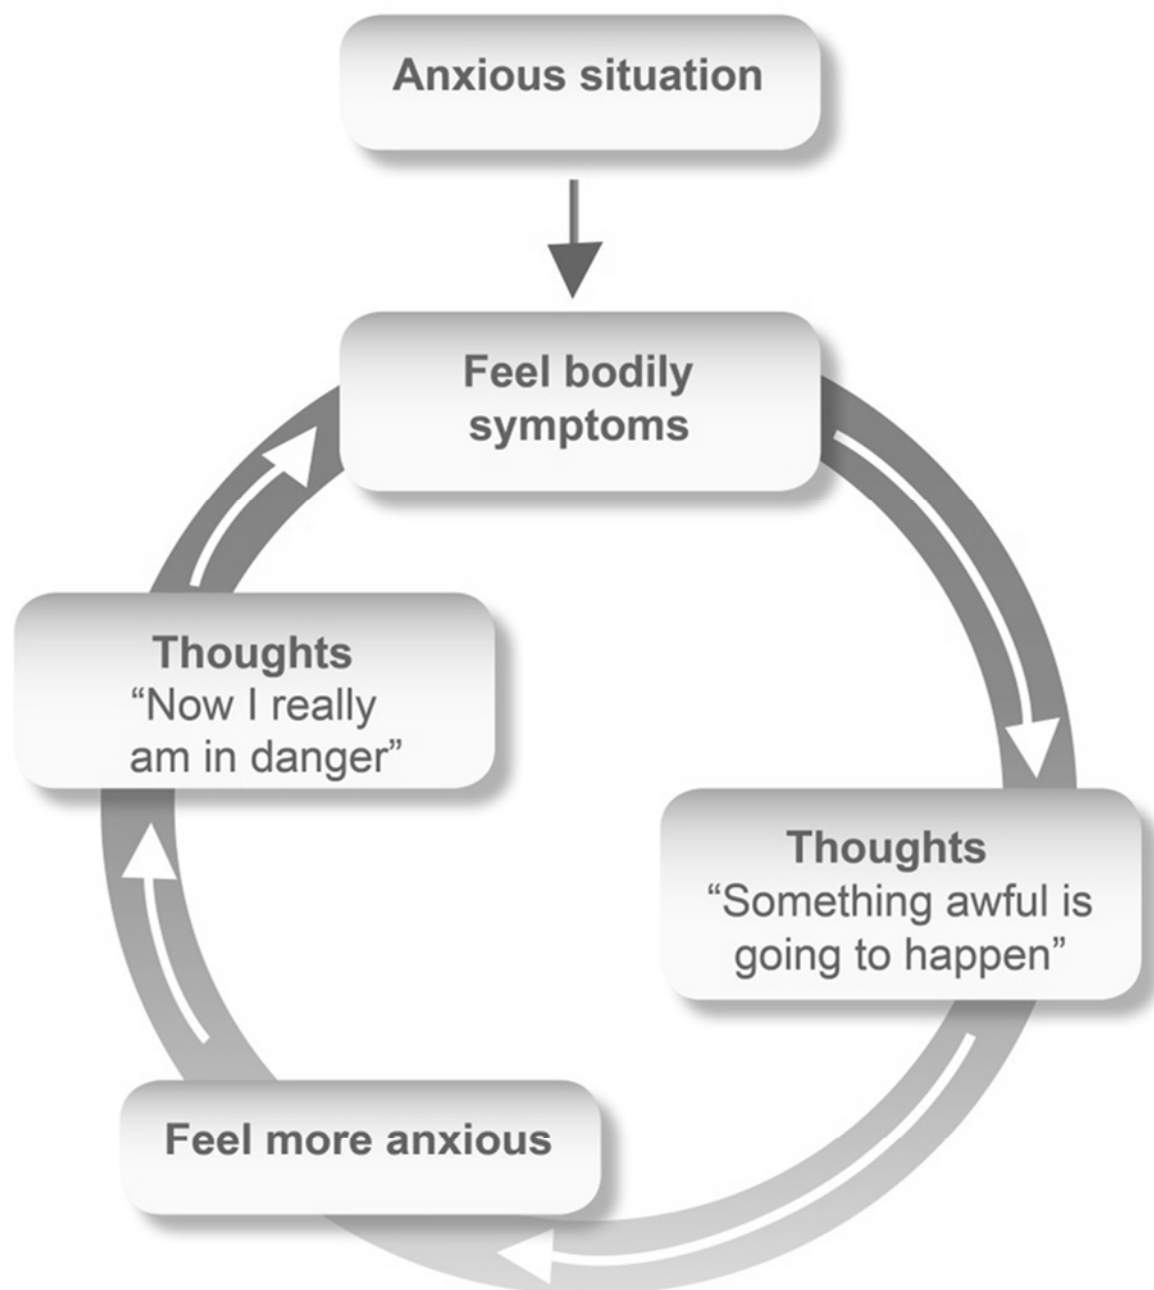 Anxious situation
Feel bodily
symptoms
Thoughts
“Something awful is
going to happen”
Feel more anxious
Thoughts
“Now I really
am in danger”